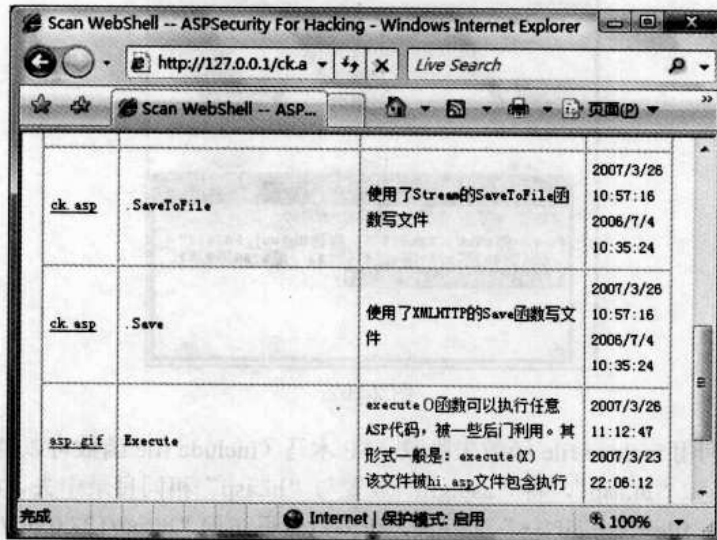 Scan WebShell -- ASPSecurity For Hacking - Windows Internet Explorer
http://127.0.0.1/ck.a
Live Search
Scan WebShell -- ASP...
页面(P)
»
ck.asp
.SaveToFile
使用了Stream的SaveToFile函
数写文件
2007/3/26
10:57:16
2006/7/4
10:35:24
ck.asp
.Save
使用了XMLHTTP的Save函数写文
件
2007/3/26
10:57:16
2006/7/4
10:35:24
asp.gif
Execute
execute()函数可以执行任意
ASP代码，被一些后门利用。其
形式一般是：execute(X)
该文件被hi.asp文件包含执行
2007/3/26
11:12:47
2007/3/23
22:06:12
完成
Internet | 保护模式: 启用
100%